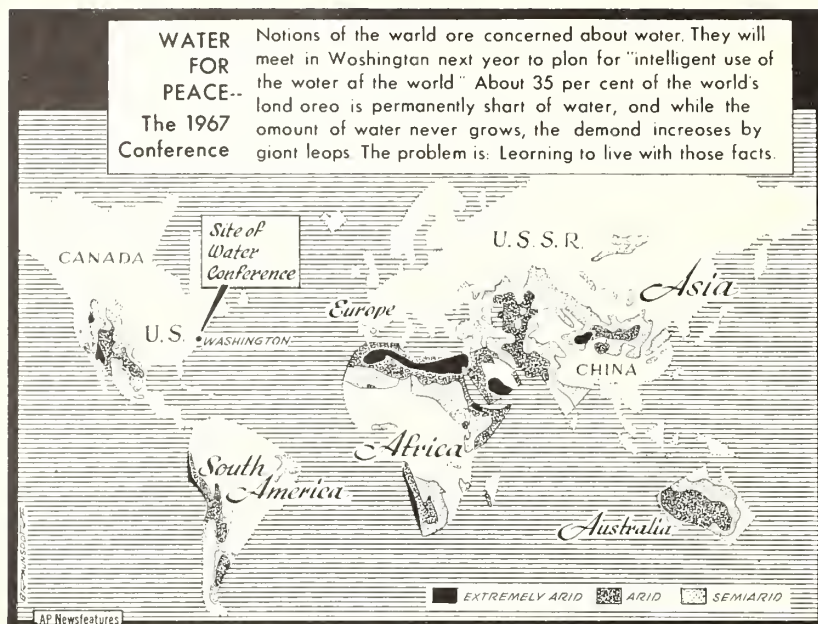 WATER
FOR
PEACE--
The 1967
Conference
Notions of the warld ore concerned about woter. They will
meet in Woshingtan next yeor to plon for "intelligent use of
the woter af the warld" About 35 per cent of the world's
lond oreo is permanently shart of water, and while the
omount of water never grows, the demond increoses by
giont leops. The problem is: Learning to live with those facts.
CANADA
Site of
Water
Conference
U.S.S.R.
Asia
Europe
U.S.
WASHINGTON
CHINA
Africa
South
America
Australia
EXTREMELY ARID ARID SEMIARID
AP Newsfeatures